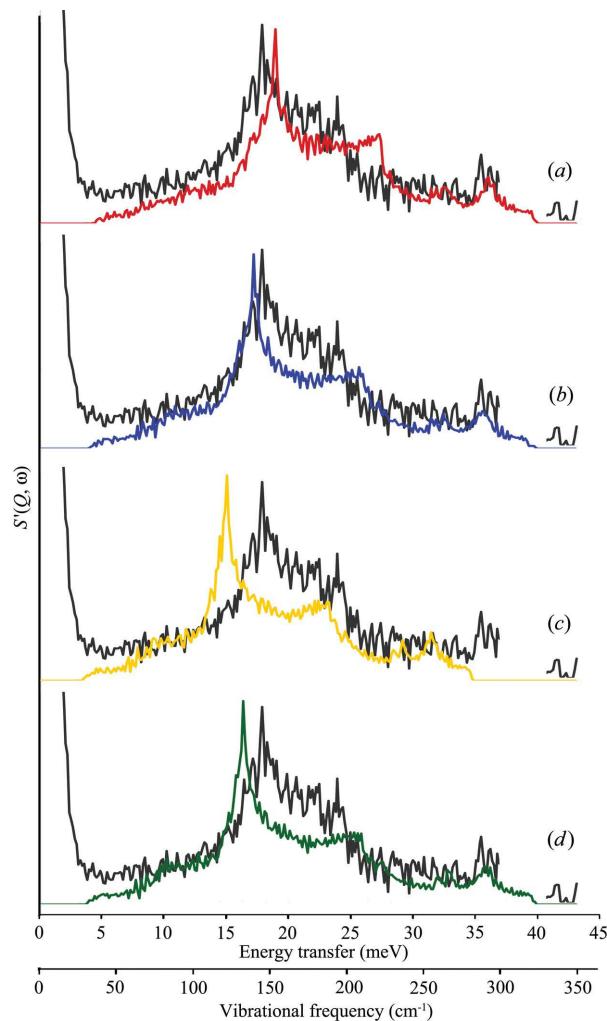 (a)
(b)
S'(Q, ω)
(c)
(d)
0 5 10 15 20 25 30 35 40 45
Energy transfer (meV)
0 50 100 150 200 250 300 350
Vibrational frequency (cm⁻¹)